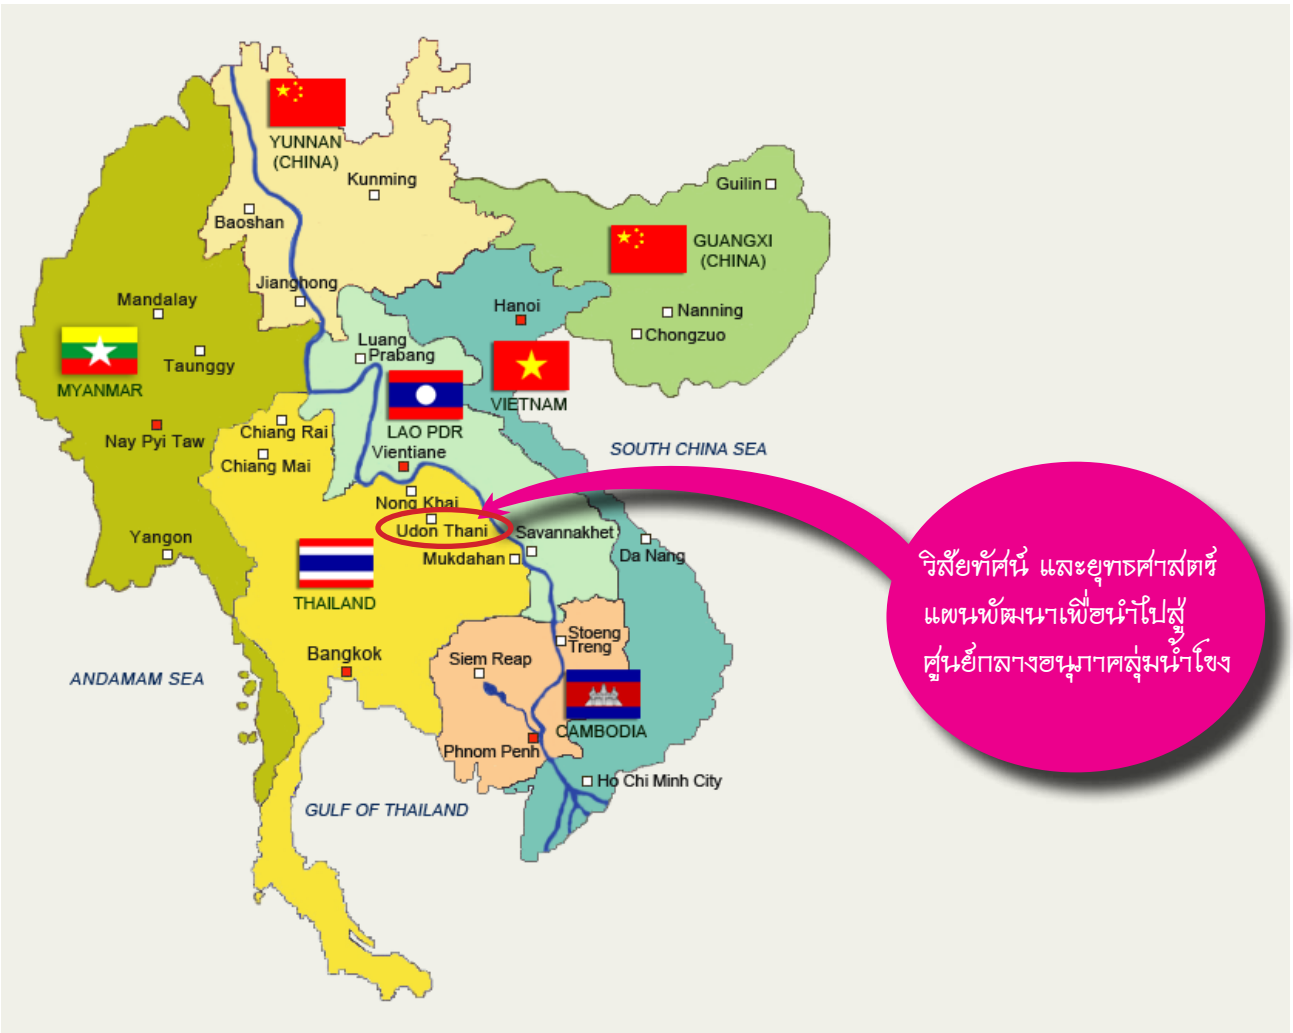 YUNNAN
(CHINA)
Kunming
Guilin
Baoshan
GUANGXI
(CHINA)
Jianghong
Mandalay
Hanoi
Nanning
Chongzuo
Luang
Prabang
Taunggy
MYANMAR
VIETNAM
Chiang Rai
LAO PDR
Nay Pyi Taw
Vientiane
SOUTH CHINA SEA
Chiang Mai
Nong Khai
Udon Thani
Savannakhet
Yangon
Mukdahan
Da Nang
THAILAND
วิสัยทัศน์ และยุทธศาสตร์
แผนพัฒนาเพื่อนำไปสู่
ศูนย์กลางอนุภาคลุ่มน้ำโขง
Stoeng
Treng
Bangkok
Siem Reap
ANDAMAM SEA
CAMBODIA
Phnom Penh
Ho Chi Minh City
GULF OF THAILAND